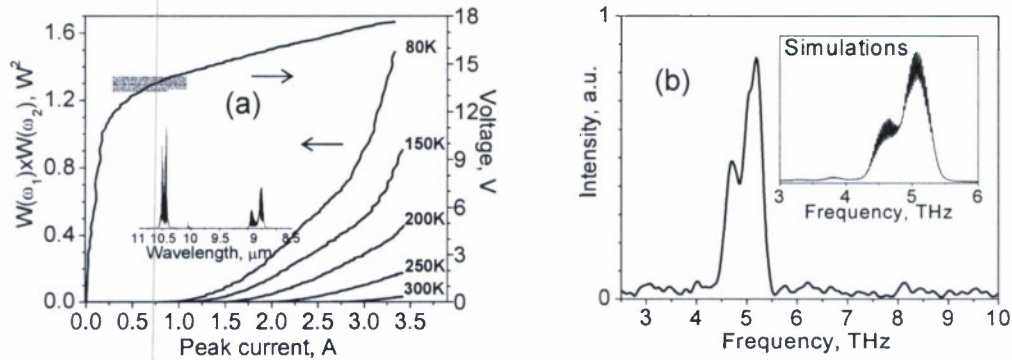 1.6
1.2
0.8
0.4
0.0
W(ω₁)xW(ω₂), W²
18
15
12
9
6
3
0
Voltage, V
(a)
80K
150K
200K
250K
300K
11 10.5 10 9.5 9 8.5
Wavelength, μm
0.0 0.5 1.0 1.5 2.0 2.5 3.0 3.5
Peak current, A
1
0
Intensity, a.u.
(b)
Simulations
3 4 5 6
Frequency, THz
3 4 5 6 7 8 9 10
Frequency, THz